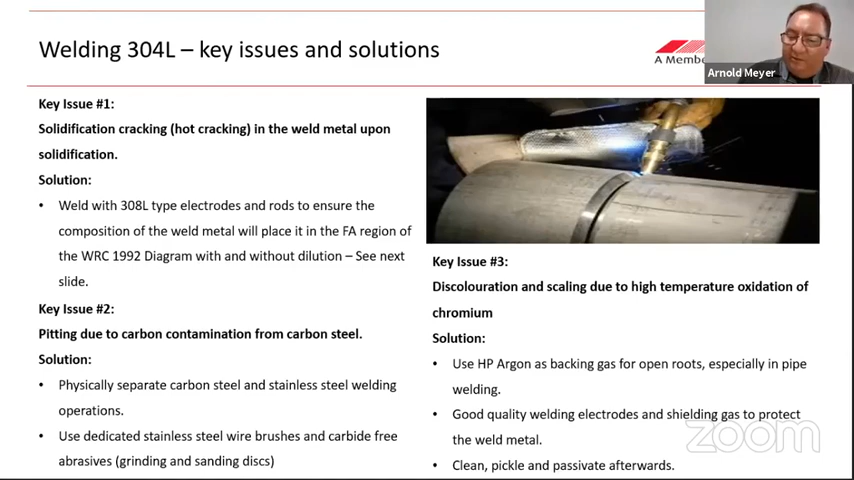 Welding 304L – key issues and solutions
A Memb
Arnold Meyer
Key Issue #1:
Solidification cracking (hot cracking) in the weld metal upon
solidification.
Solution:
• Weld with 308L type electrodes and rods to ensure the
composition of the weld metal will place it in the FA region of
the WRC 1992 Diagram with and without dilution – See next
slide.
Key Issue #2:
Pitting due to carbon contamination from carbon steel.
Solution:
• Physically separate carbon steel and stainless steel welding
operations.
• Use dedicated stainless steel wire brushes and carbide free
abrasives (grinding and sanding discs)
Key Issue #3:
Discolouration and scaling due to high temperature oxidation of
chromium
Solution:
• Use HP Argon as backing gas for open roots, especially in pipe
welding.
• Good quality welding electrodes and shielding gas to protect
the weld metal.
• Clean, pickle and passivate afterwards.
zoom